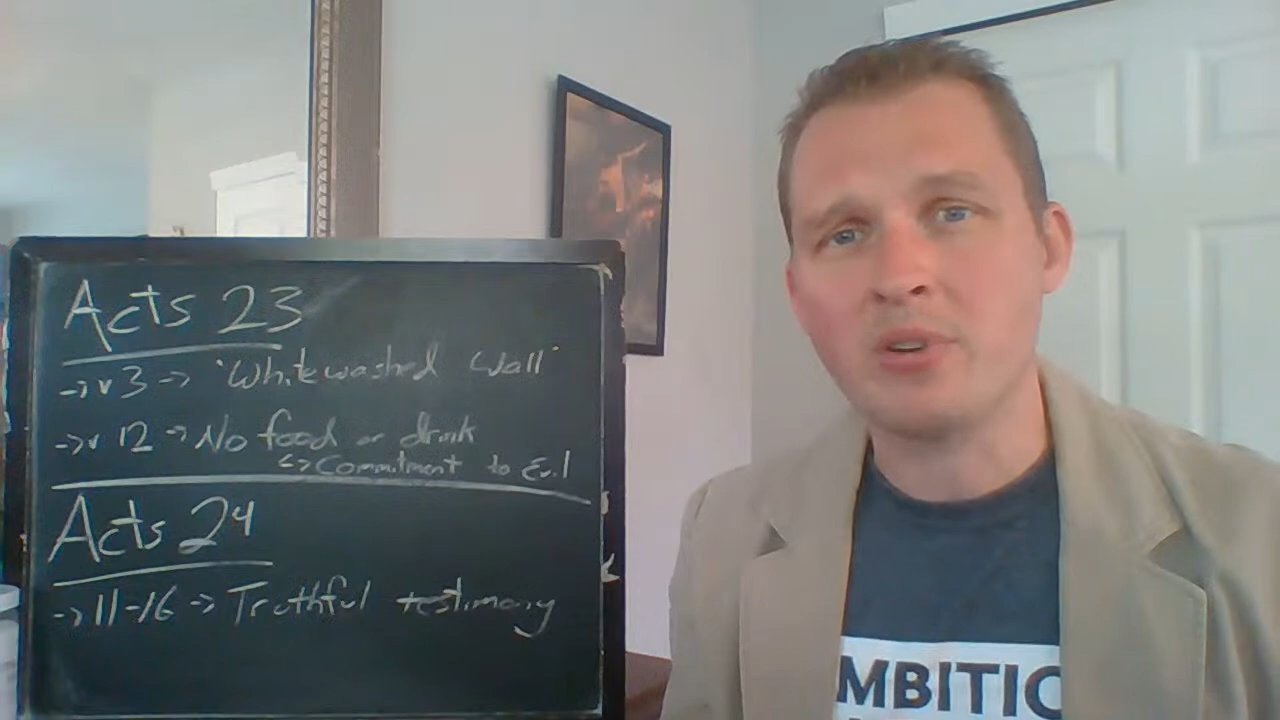 Acts 23
->v 3 -> "Whitewashed Wall"
->v 12 -> No food or drink
↳> Commitment to Evil
Acts 24
-> 11-16 -> Truthful testimony
MBITIO